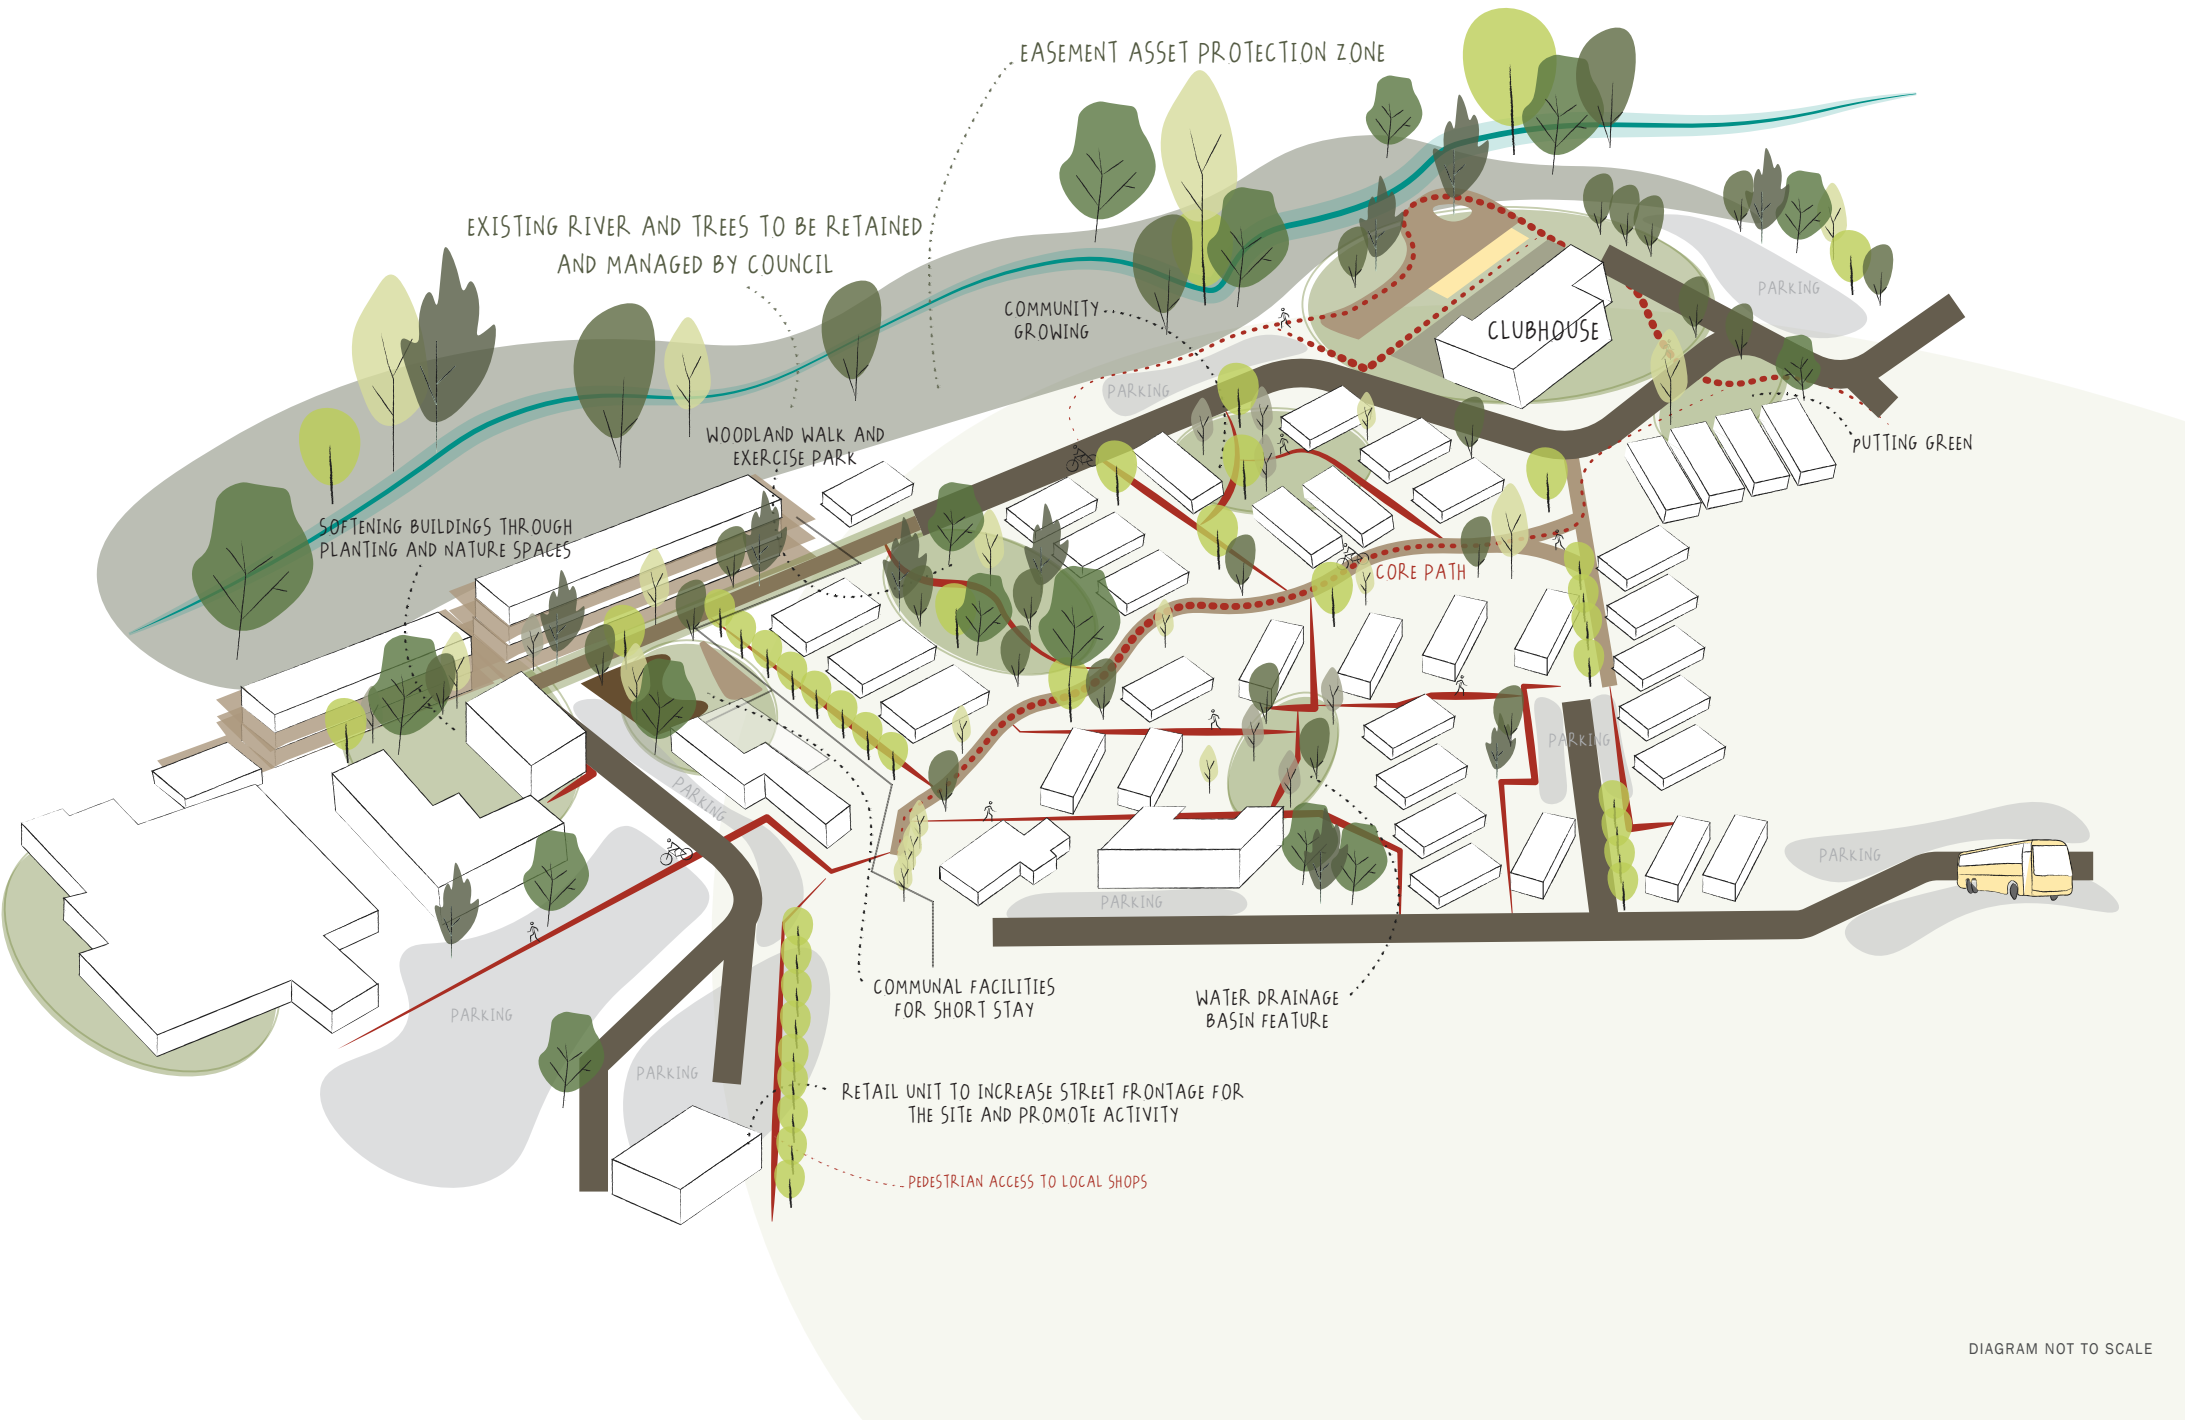 EASEMENT ASSET PROTECTION ZONE
EXISTING RIVER AND TREES TO BE RETAINED
AND MANAGED BY COUNCIL
PARKING
COMMUNITY
GROWING
CLUBHOUSE
PARKING
WOODLAND WALK AND
EXERCISE PARK
PUTTING GREEN
SOFTENING BUILDINGS THROUGH
PLANTING AND NATURE SPACES
CORE PATH
PARKING
PARKING
PARKING
PARKING
COMMUNAL FACILITIES
FOR SHORT STAY
WATER DRAINAGE
BASIN FEATURE
PARKING
PARKING
RETAIL UNIT TO INCREASE STREET FRONTAGE FOR
THE SITE AND PROMOTE ACTIVITY
PEDESTRIAN ACCESS TO LOCAL SHOPS
DIAGRAM NOT TO SCALE